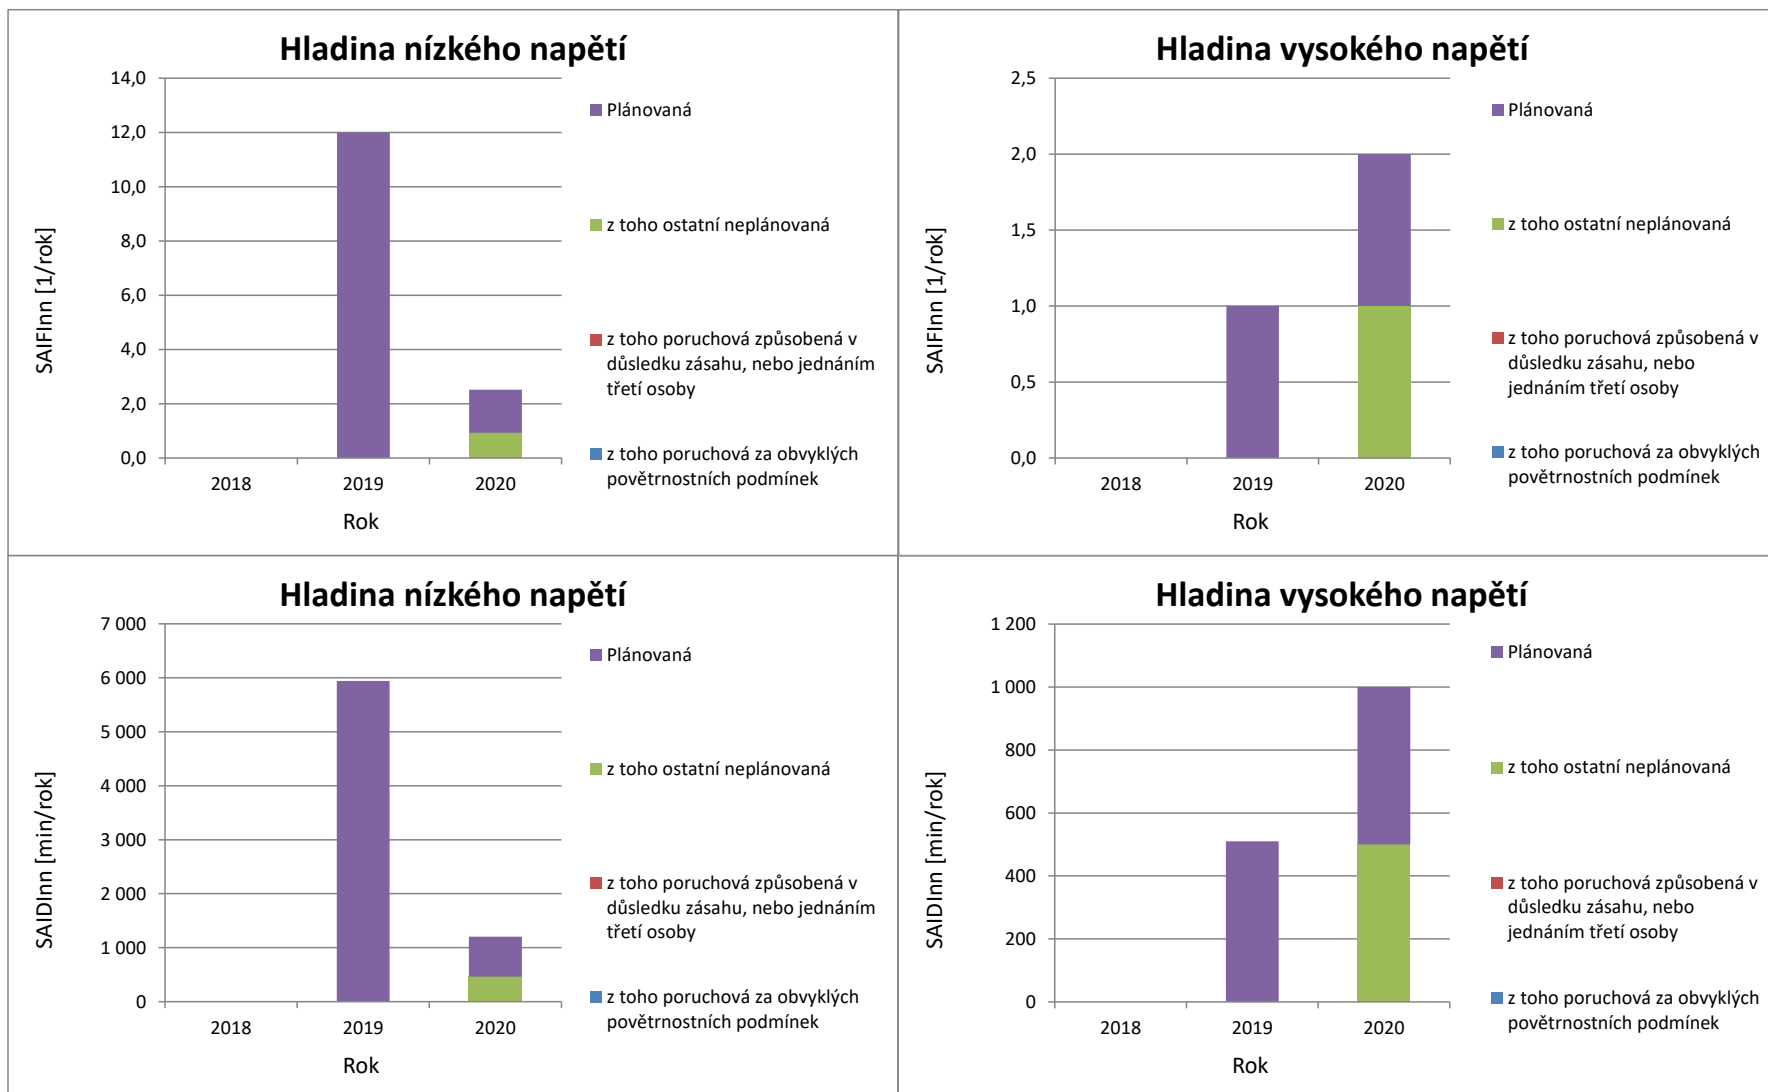 Hladina nízkého napětí
14,0
12,0
10,0
8,0
6,0
4,0
2,0
0,0
SAIFInn [1/rok]
2018
2019
2020
Rok
Plánovaná
z toho ostatní neplánovaná
z toho poruchová způsobená v
důsledku zásahu, nebo jednáním
třetí osoby
z toho poruchová za obvyklých
povětrnostních podmínek
Hladina vysokého napětí
2,5
2,0
1,5
1,0
0,5
0,0
SAIFInn [1/rok]
2018
2019
2020
Rok
Plánovaná
z toho ostatní neplánovaná
z toho poruchová způsobená v
důsledku zásahu, nebo
jednáním třetí osoby
z toho poruchová za obvyklých
povětrnostních podmínek
Hladina nízkého napětí
7 000
6 000
5 000
4 000
3 000
2 000
1 000
0
SAIDInn [min/rok]
2018
2019
2020
Rok
Plánovaná
z toho ostatní neplánovaná
z toho poruchová způsobená v
důsledku zásahu, nebo jednáním
třetí osoby
z toho poruchová za obvyklých
povětrnostních podmínek
Hladina vysokého napětí
1 200
1 000
800
600
400
200
0
SAIDInn [min/rok]
2018
2019
2020
Rok
Plánovaná
z toho ostatní neplánovaná
z toho poruchová způsobená v
důsledku zásahu, nebo
jednáním třetí osoby
z toho poruchová za obvyklých
povětrnostních podmínek